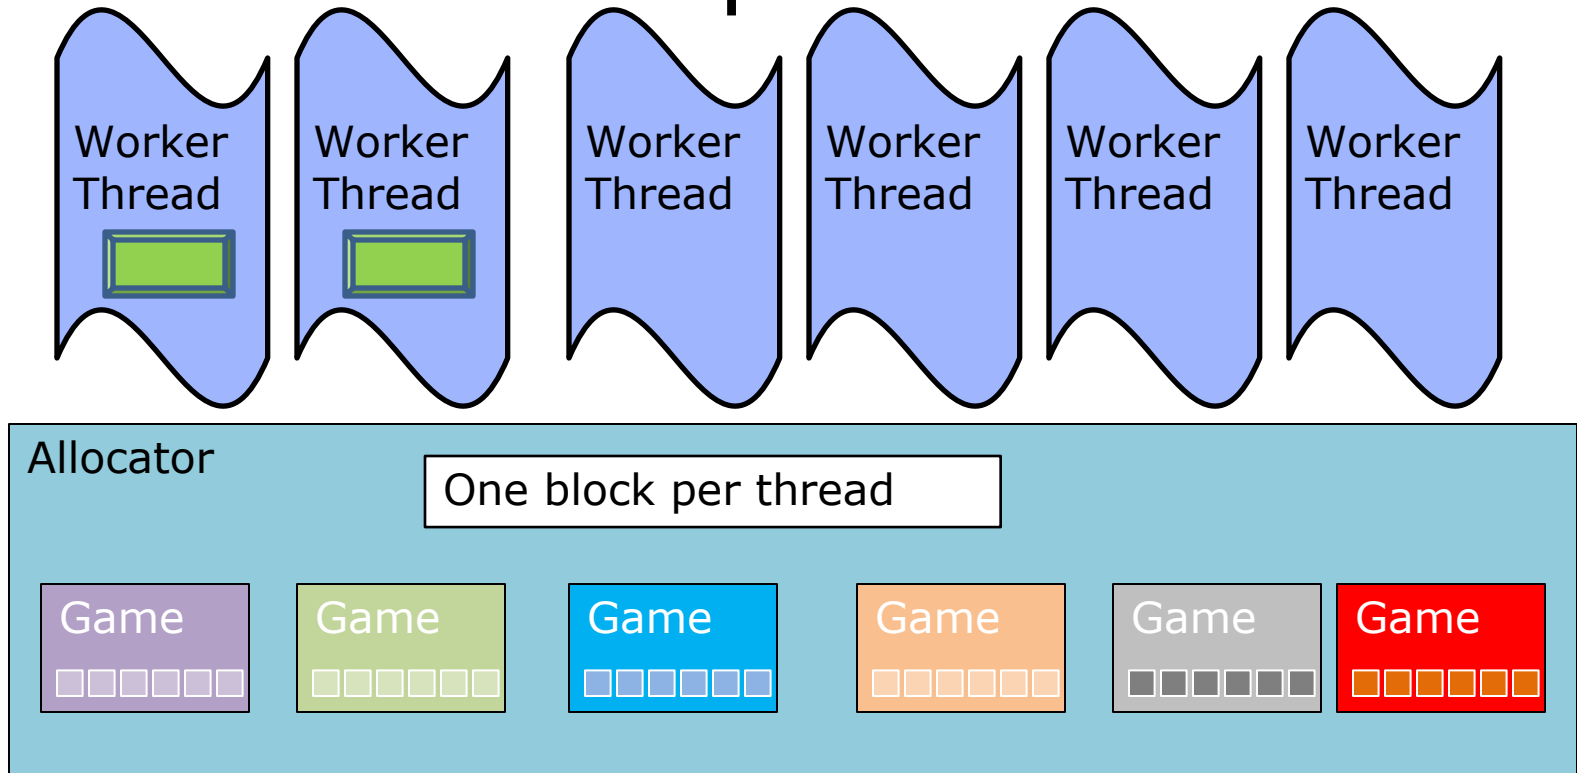 Worker
Thread
Worker
Thread
Worker
Thread
Worker
Thread
Worker
Thread
Worker
Thread
Allocator
One block per thread
Game
Game
Game
Game
Game
Game